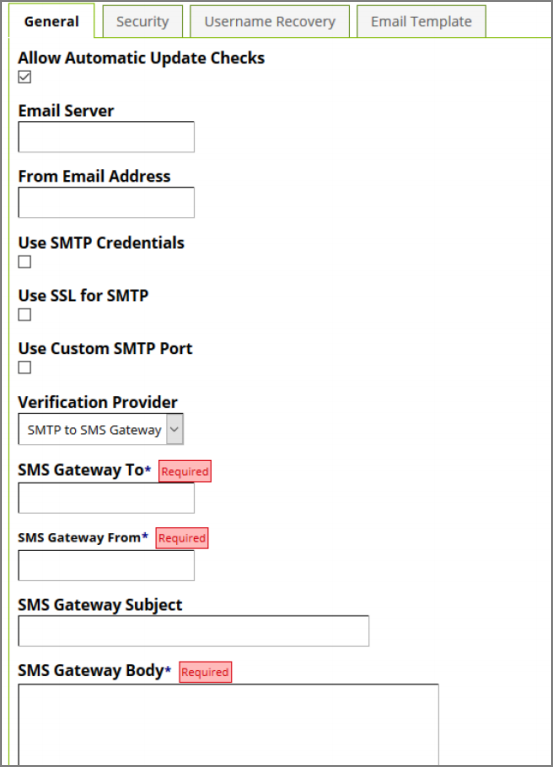 General Security Username Recovery Email Template
Allow Automatic Update Checks
Email Server
From Email Address
Use SMTP Credentials
Use SSL for SMTP
Use Custom SMTP Port
Verification Provider
SMTP to SMS Gateway
SMS Gateway To* Required
SMS Gateway From* Required
SMS Gateway Subject
SMS Gateway Body* Required